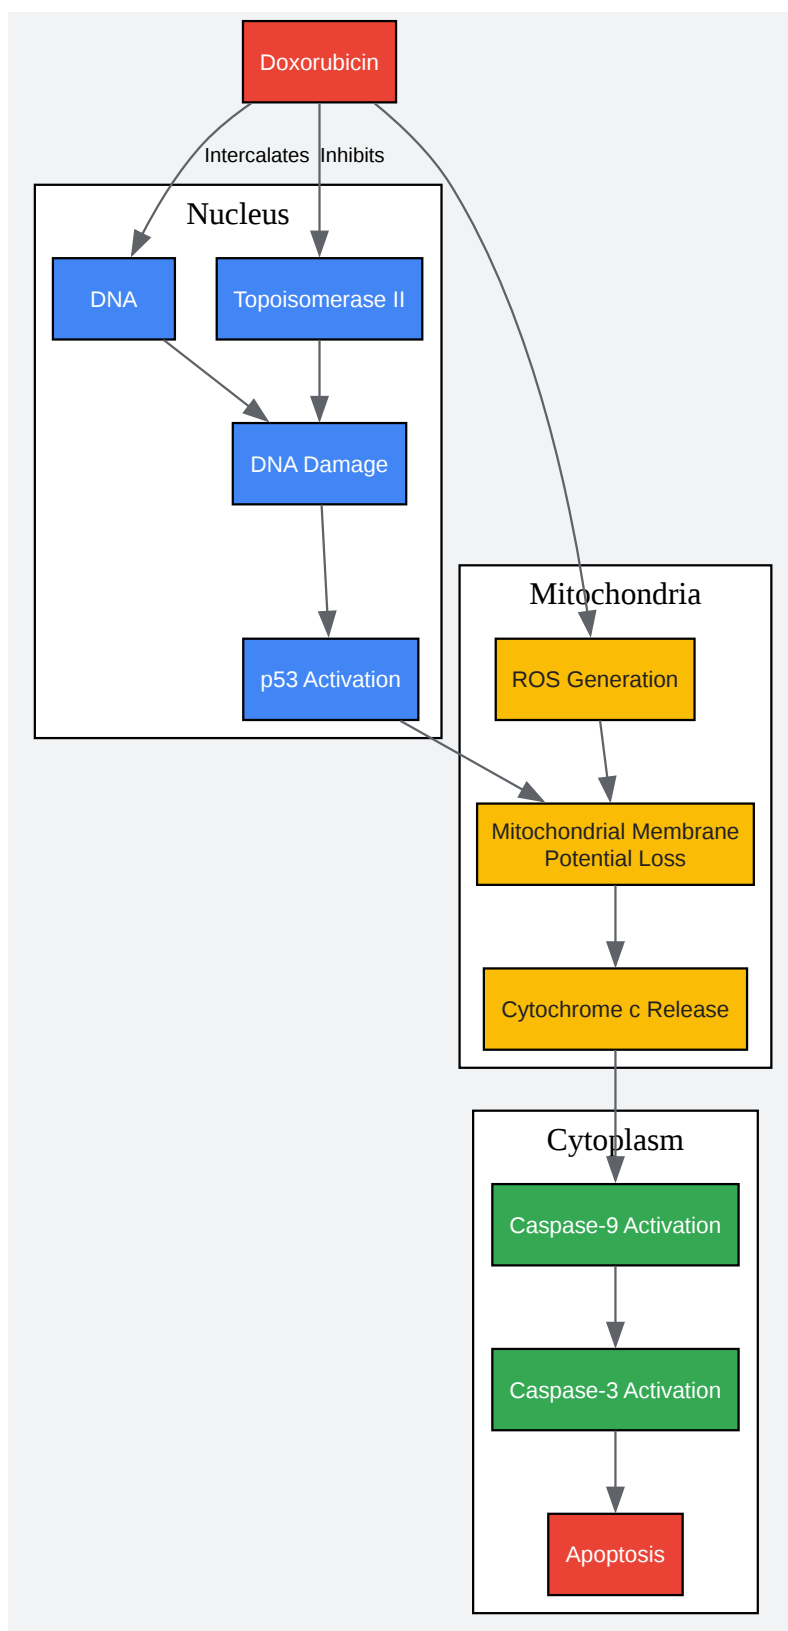 Doxorubicin
Intercalates
Inhibits
Nucleus
DNA
Topoisomerase II
DNA Damage
p53 Activation
Mitochondria
ROS Generation
Mitochondrial Membrane
Potential Loss
Cytochrome c Release
Cytoplasm
Caspase-9 Activation
Caspase-3 Activation
Apoptosis